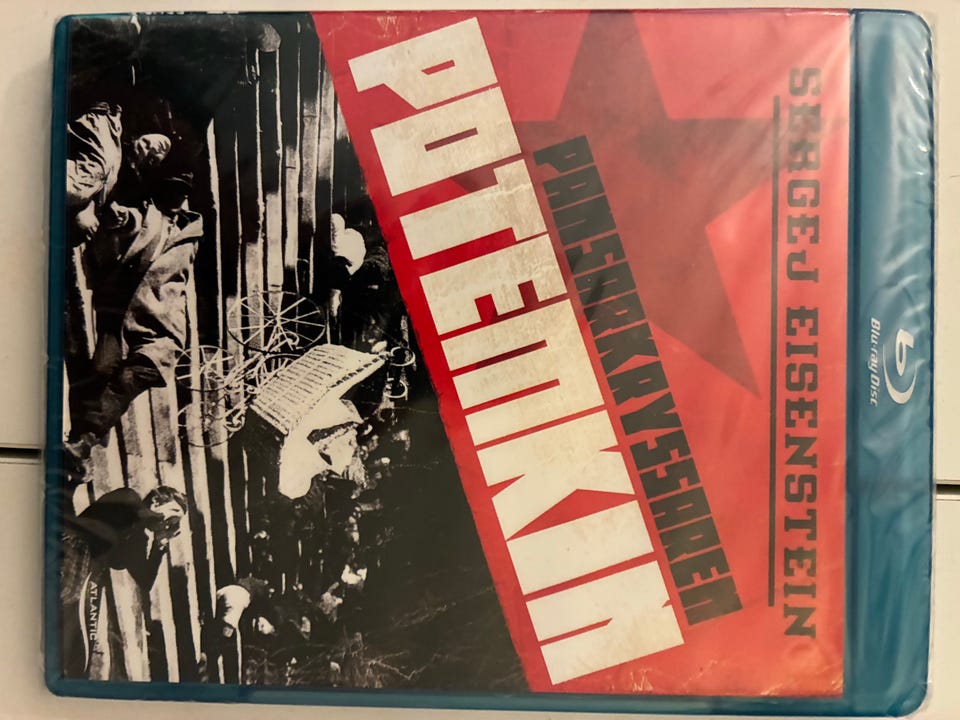 Blu-ray Disc
SERGEJ EISENSTEIN
PANSARKRYSSAREN
POTEMKIN
ATLANTIC